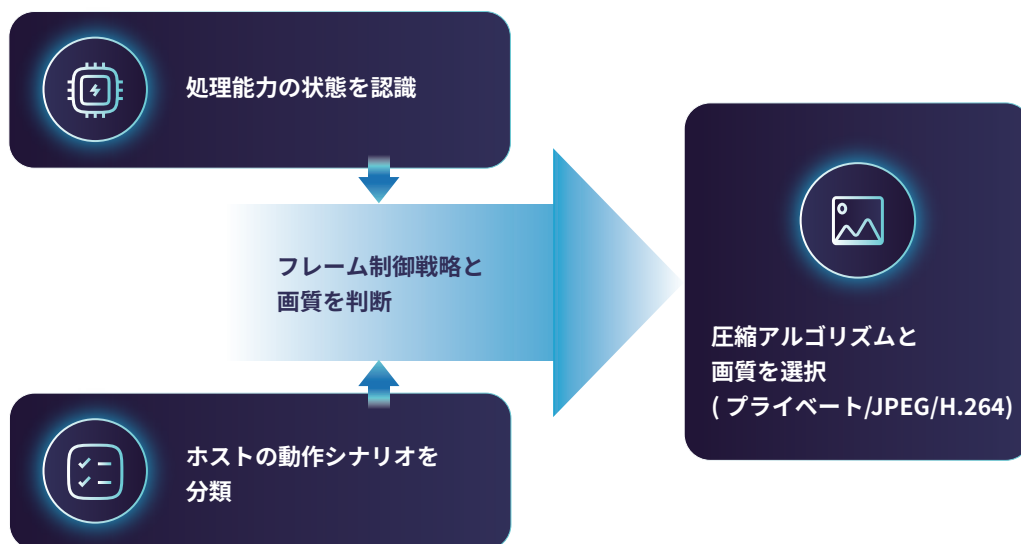 処理能力の状態を認識
フレーム制御戦略と
画質を判断
ホストの動作シナリオを
分類
圧縮アルゴリズムと
画質を選択
( プライベート/JPEG/H.264)